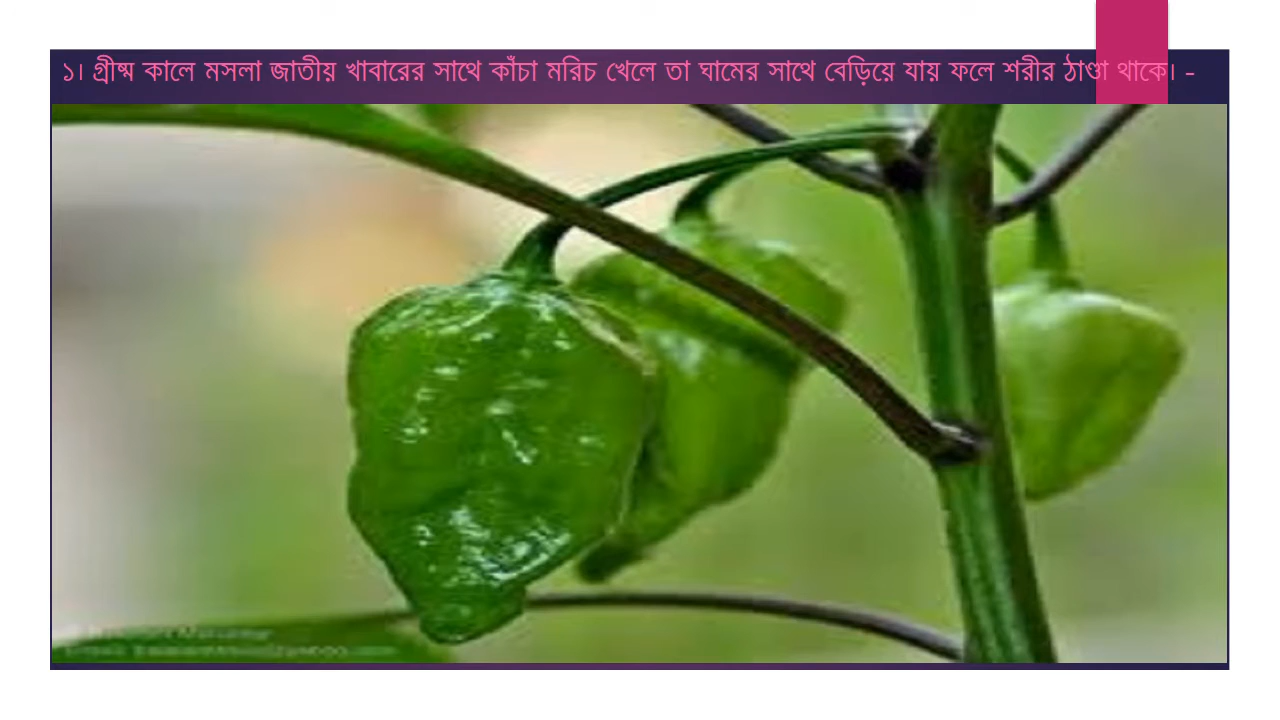 ১। গ্রীষ্ম কালে মসলা জাতীয় খাবারের সাথে কাঁচা মরিচ খেলে তা ঘামের সাথে বেড়িয়ে যায় ফলে শরীর ঠাণ্ডা থাকে। -